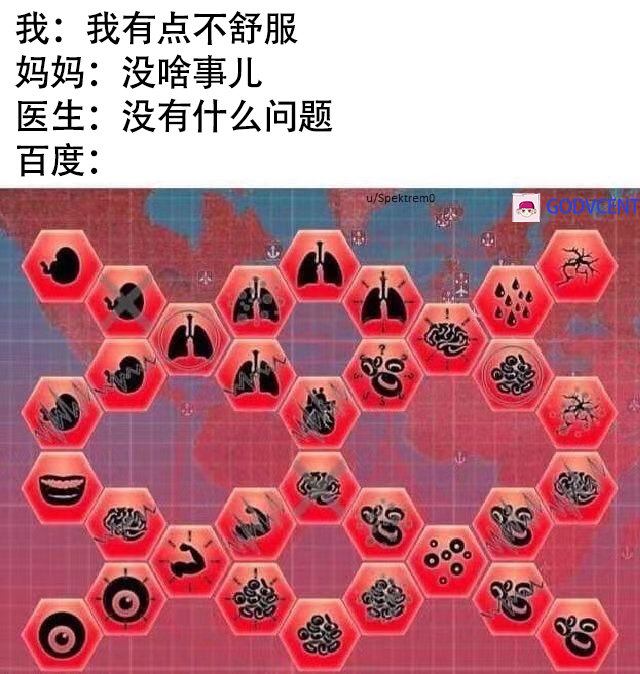 我：我有点不舒服
妈妈：没啥事儿
医生：没有什么问题
百度：
u/Spektrem0
GODVCENT